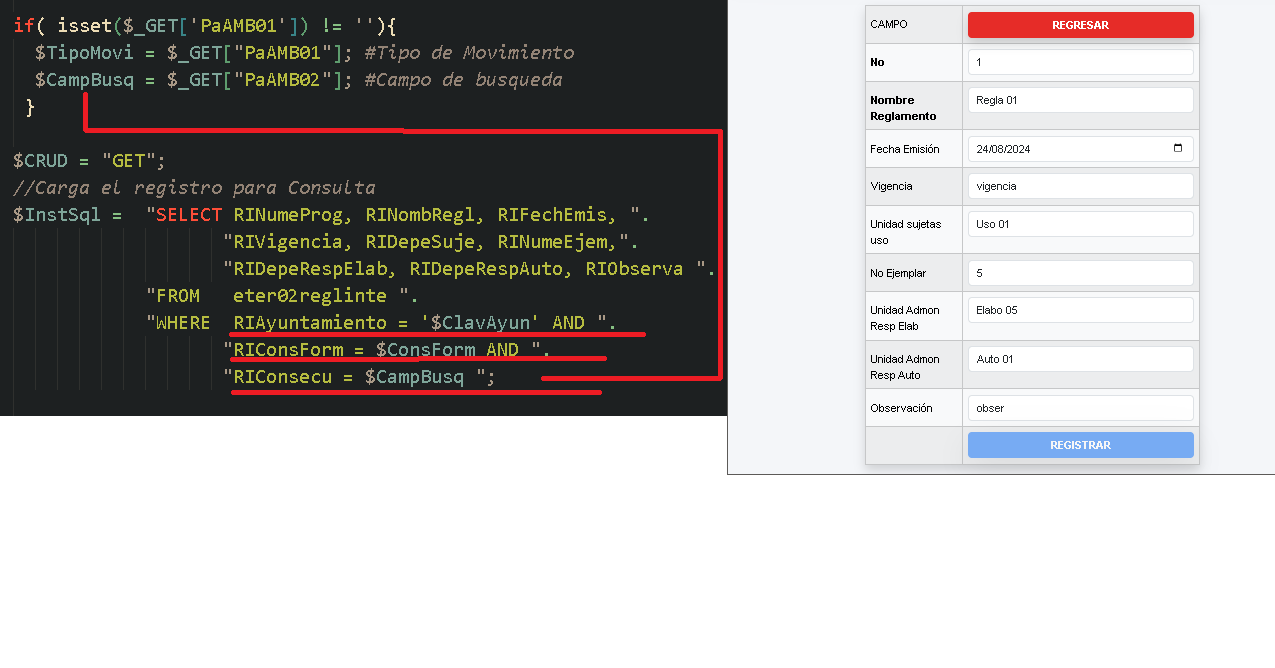 if( isset($_GET['PaAMB01']) != ''){
$TipoMovi = $_GET["PaAMB01"]; #Tipo de Movimiento
$CampBusq = $_GET["PaAMB02"]; #Campo de busqueda
}
$CRUD = "GET";
//Carga el registro para Consulta
$InstSql = "SELECT RINumeProg, RINombRegl, RIFechEmis, ".
"RIVigencia, RIDepeSuje, RINumeEjem,".
"RIDepeRespElab, RIDepeRespAuto, RIObserva ".
"FROM eter02reglinte ".
"WHERE RIAyuntamiento = '$ClavAyun' AND ".
"RIConsForm = $ConsForm AND ".
"RIConsecu = $CampBusq ";
CAMPO REGRESAR
No 1
Nombre Regla 01
Reglamento
Fecha Emisión 24/08/2024
Vigencia vigencia
Unidad sujetas Uso 01
uso
No Ejemplar 5
Unidad Admon Elabo 05
Resp Elab
Unidad Admon Auto 01
Resp Auto
Observación obser
REGISTRAR